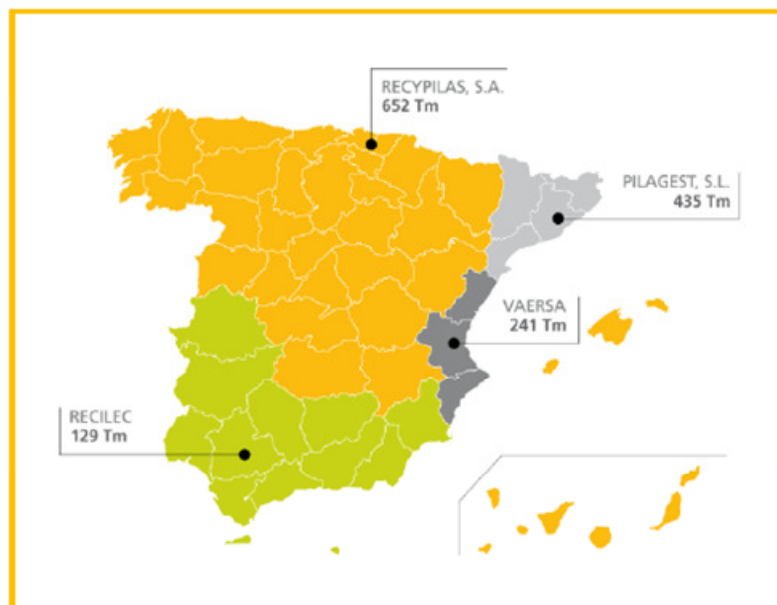 RECYPILAS, S.A.
652 Tm
PILAGEST, S.L.
435 Tm
VAERSA
241 Tm
RECILEC
129 Tm